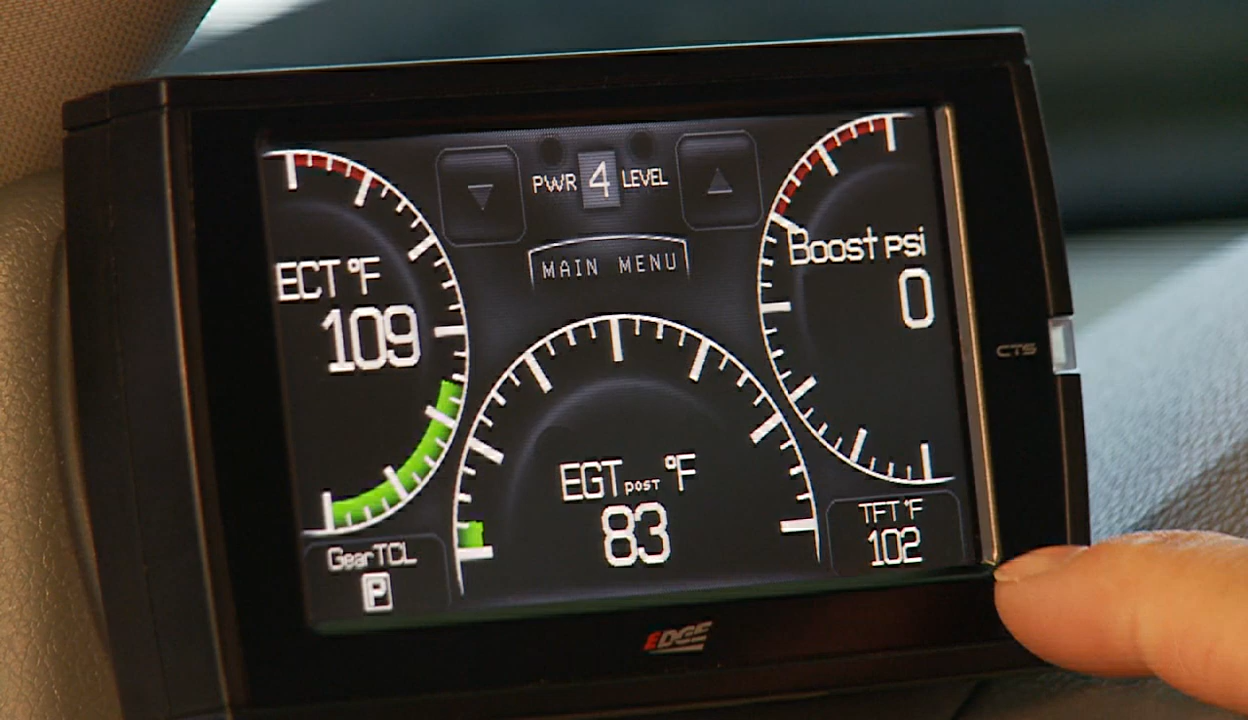 PWR 4 LEVEL
MAIN MENU
ECT °F
109
Boost psi
0
EGT post °F
83
GearTCL
P
TFT °F
102
CTS
EDGE